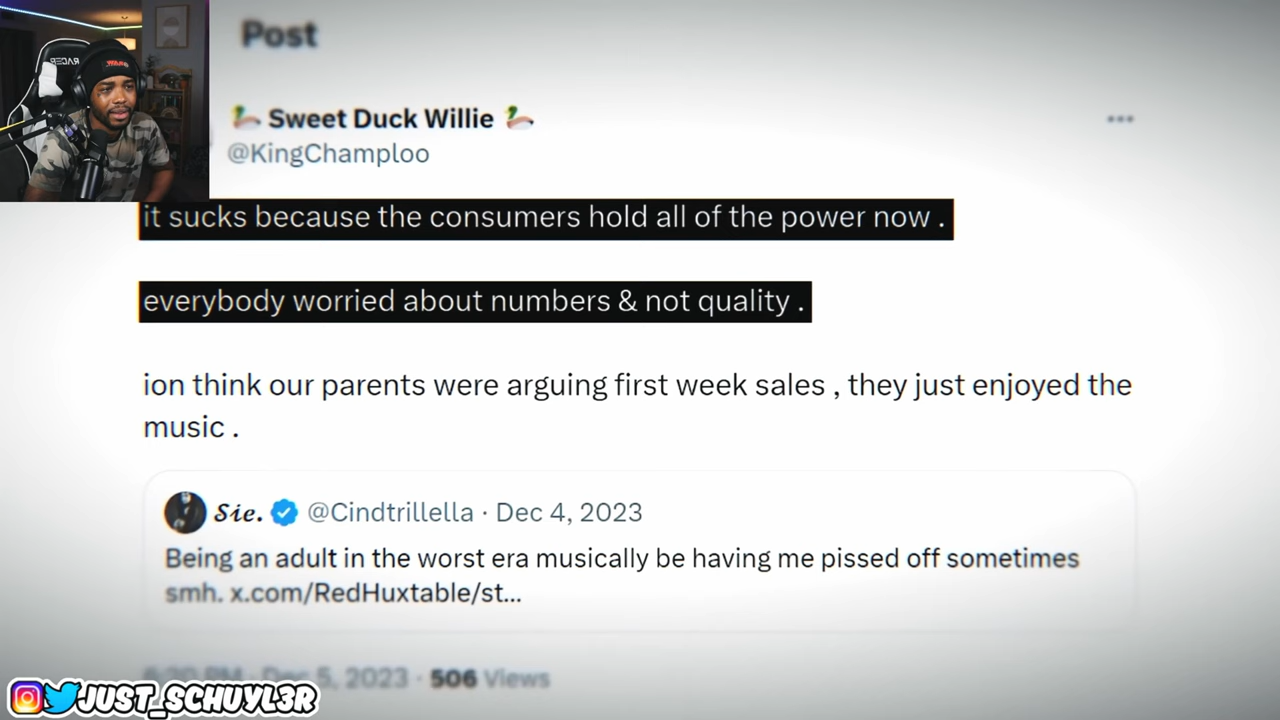 Post
Sweet Duck Willie
@KingChamploo
it sucks because the consumers hold all of the power now .
everybody worried about numbers & not quality .
ion think our parents were arguing first week sales , they just enjoyed the
music .
Sie. @Cindtrillella · Dec 4, 2023
Being an adult in the worst era musically be having me pissed off sometimes
smh. x.com/RedHuxtable/st...
Dec 5, 2023 · 506 Views
JUST_SCHUYL3R